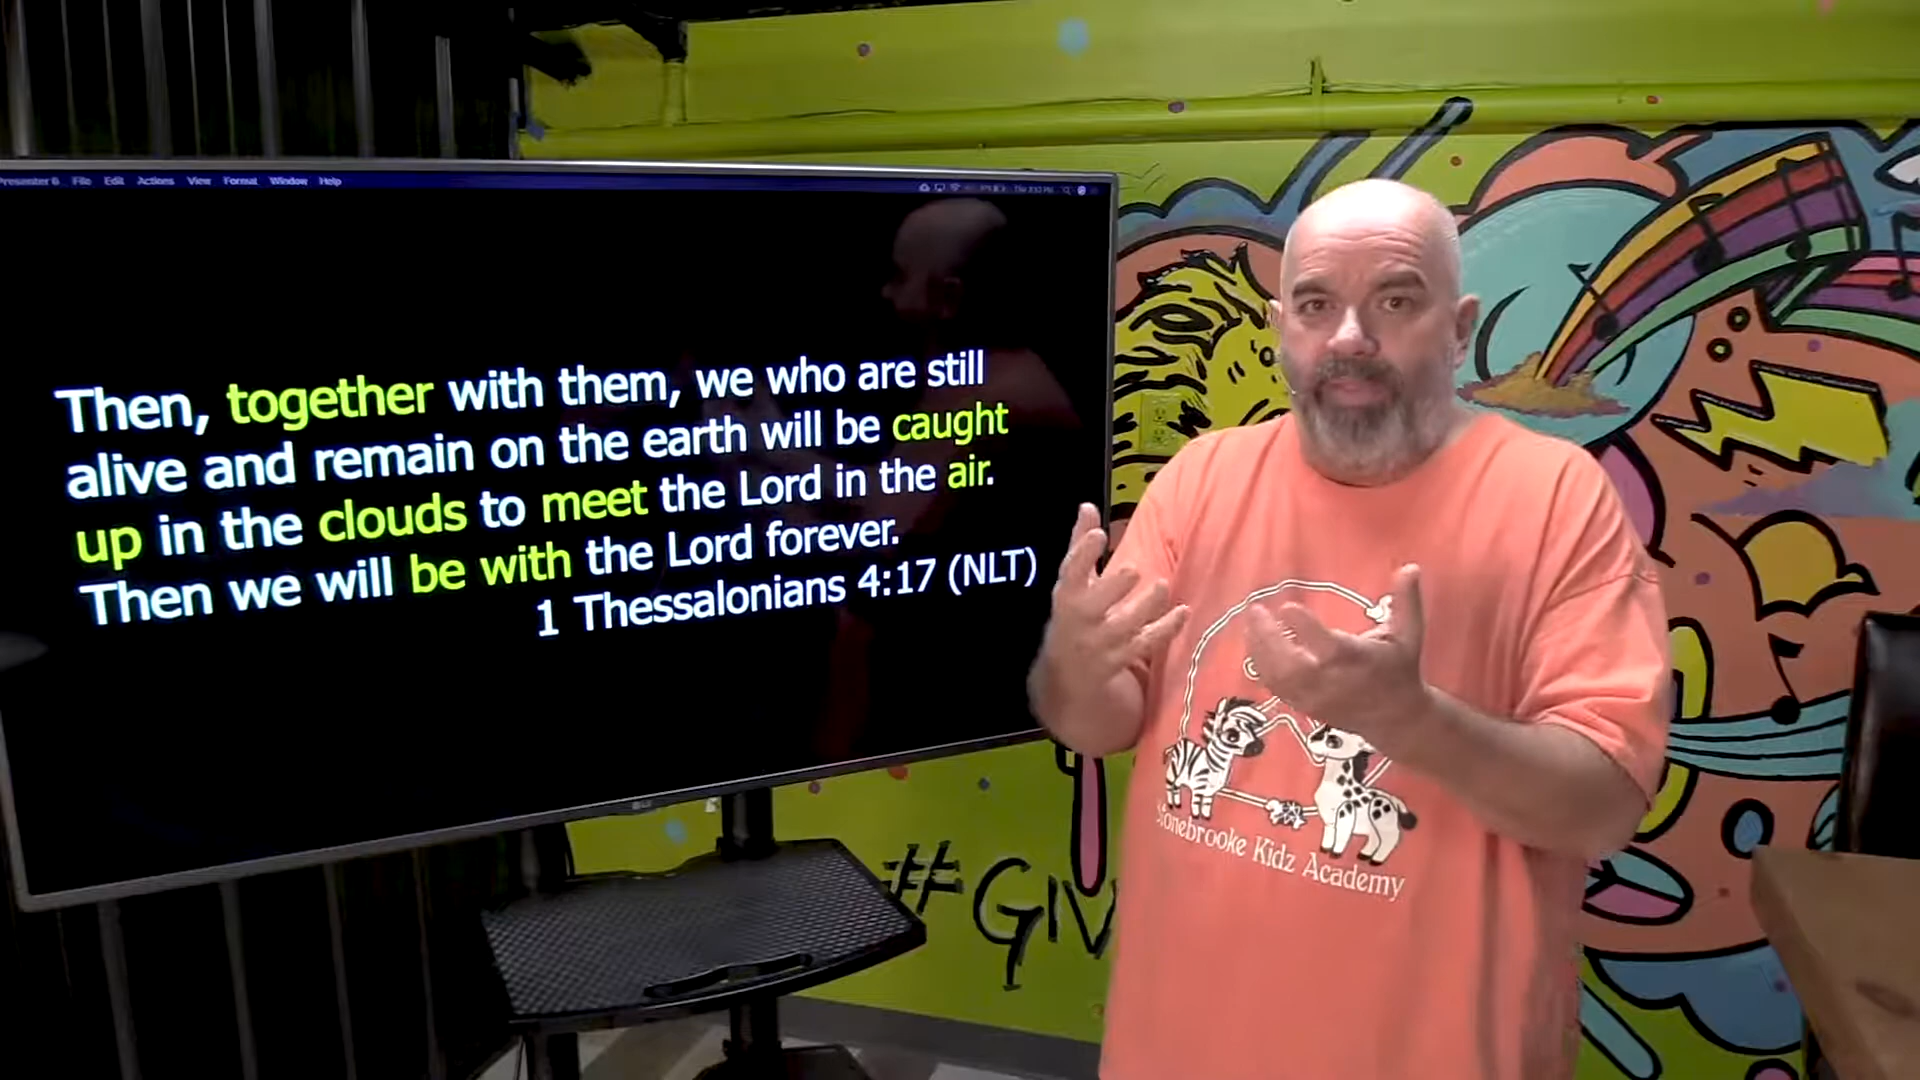 Presenter 6 File Edit Actions View Format Window Help
Then, together with them, we who are still
alive and remain on the earth will be caught
up in the clouds to meet the Lord in the air.
Then we will be with the Lord forever.
1 Thessalonians 4:17 (NLT)
Stonebrooke Kidz Academy
#GIV
LG